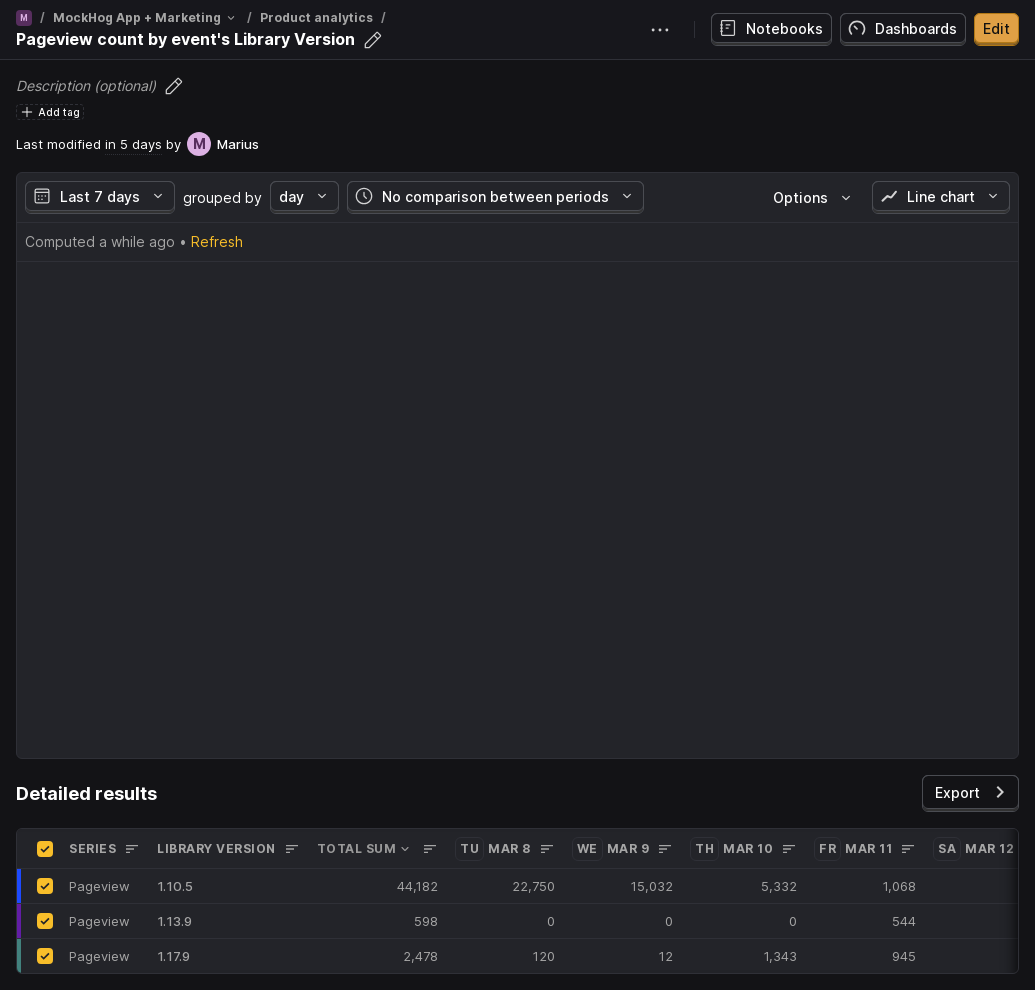 M / MockHog App + Marketing / Product analytics /
Pageview count by event's Library Version
Notebooks
Dashboards
Edit
Description (optional)
Add tag
Last modified in 5 days by M Marius
Last 7 days grouped by day No comparison between periods Options Line chart
Computed a while ago • Refresh
Detailed results
Export
SERIES LIBRARY VERSION TOTAL SUM TU MAR 8 WE MAR 9 TH MAR 10 FR MAR 11 SA MAR 12
Pageview 1.10.5 44,182 22,750 15,032 5,332 1,068
Pageview 1.13.9 598 0 0 0 544
Pageview 1.17.9 2,478 120 12 1,343 945